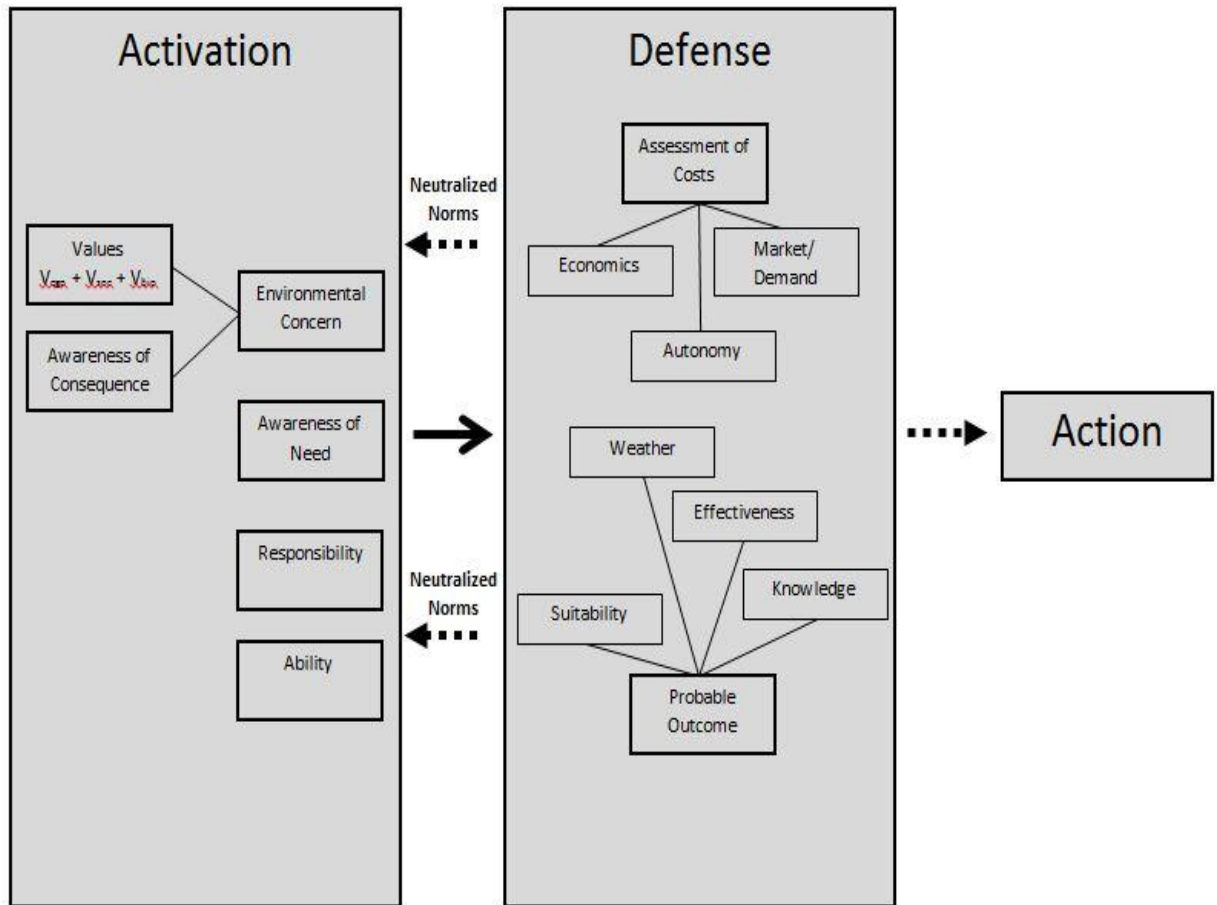 Activation
Values
V + V + V
Awareness of
Consequence
Environmental
Concern
Awareness of
Need
Responsibility
Ability
Neutralized
Norms
Neutralized
Norms
Defense
Assessment of
Costs
Economics
Market/
Demand
Autonomy
Weather
Effectiveness
Knowledge
Suitability
Probable
Outcome
Action